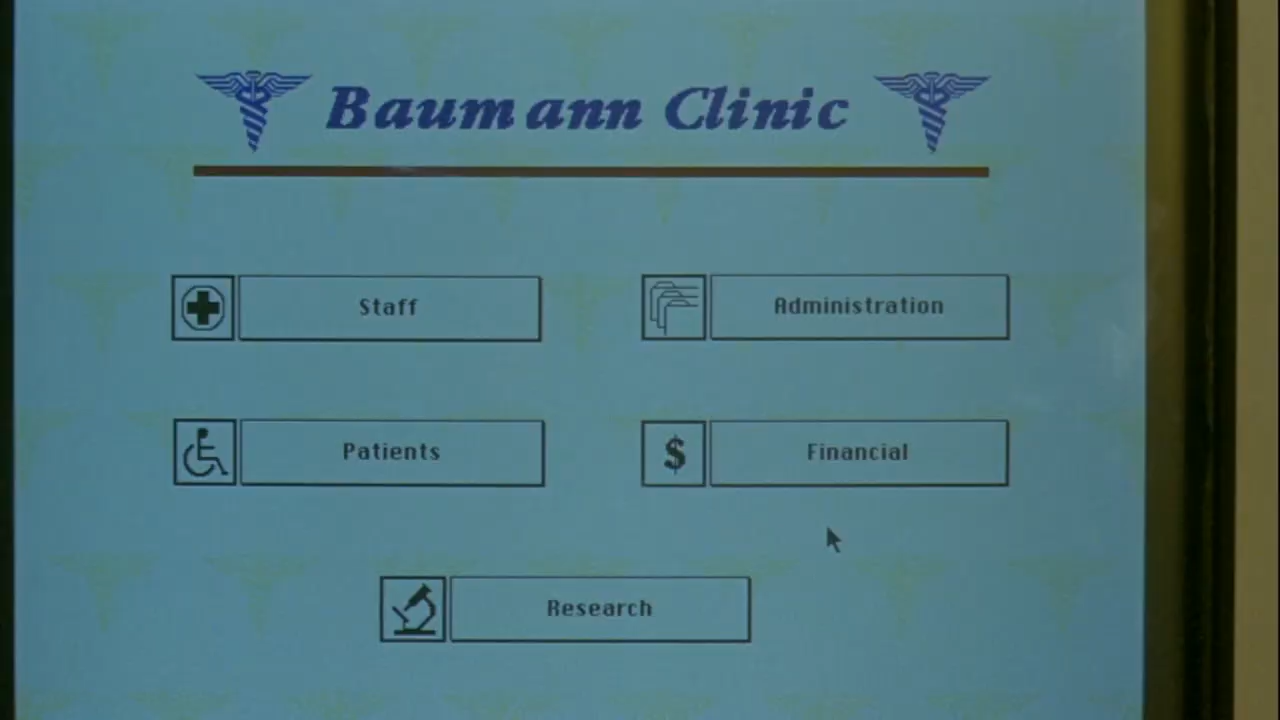 Baumann Clinic
Staff
Administration
Patients
$
Financial
Research